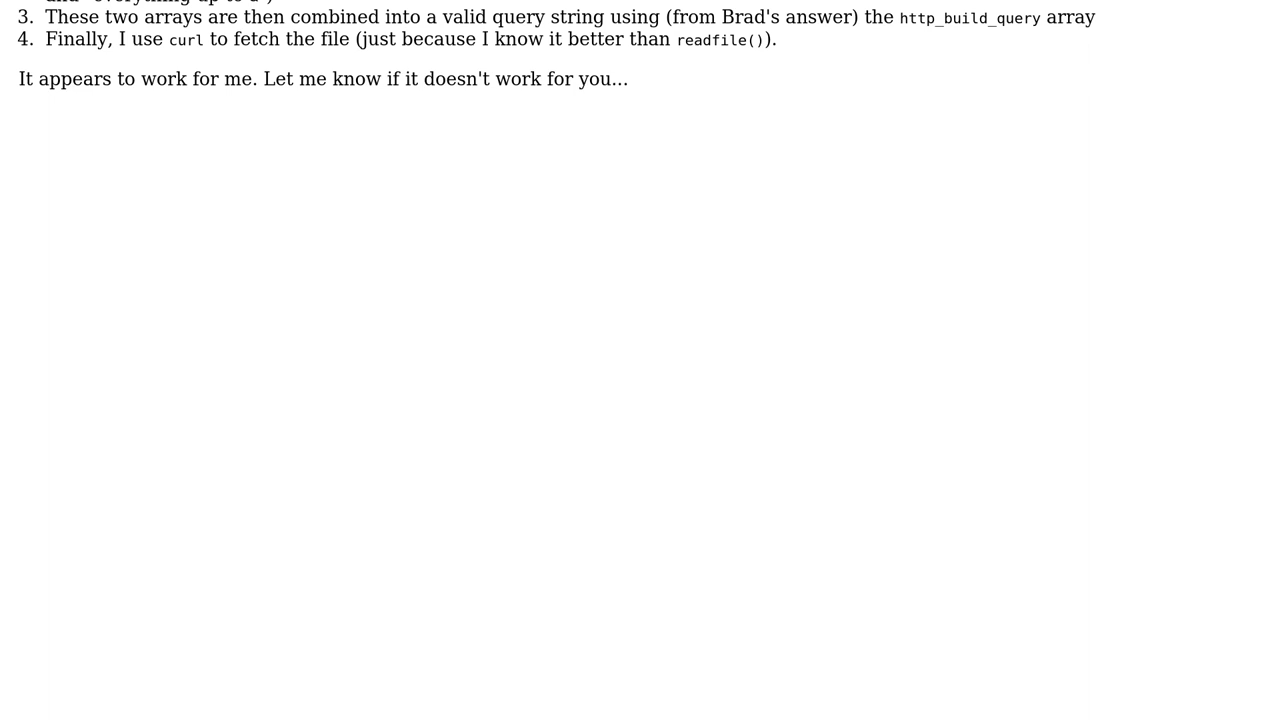 3. These two arrays are then combined into a valid query string using (from Brad's answer) the http_build_query array
4. Finally, I use curl to fetch the file (just because I know it better than readfile()).
It appears to work for me. Let me know if it doesn't work for you...